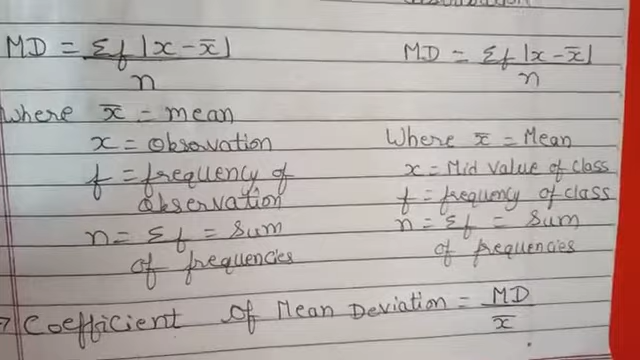 MD = Σf|x - x̄| / n
where x̄ = mean
x = observation
f = frequency of
observation
n = Σf = sum
of frequencies
MD = Σf|x - x̄| / n
Where x̄ = Mean
x = Mid value of class
f = frequency of class
n = Σf = sum
of frequencies
Coefficient of Mean Deviation = MD / x̄